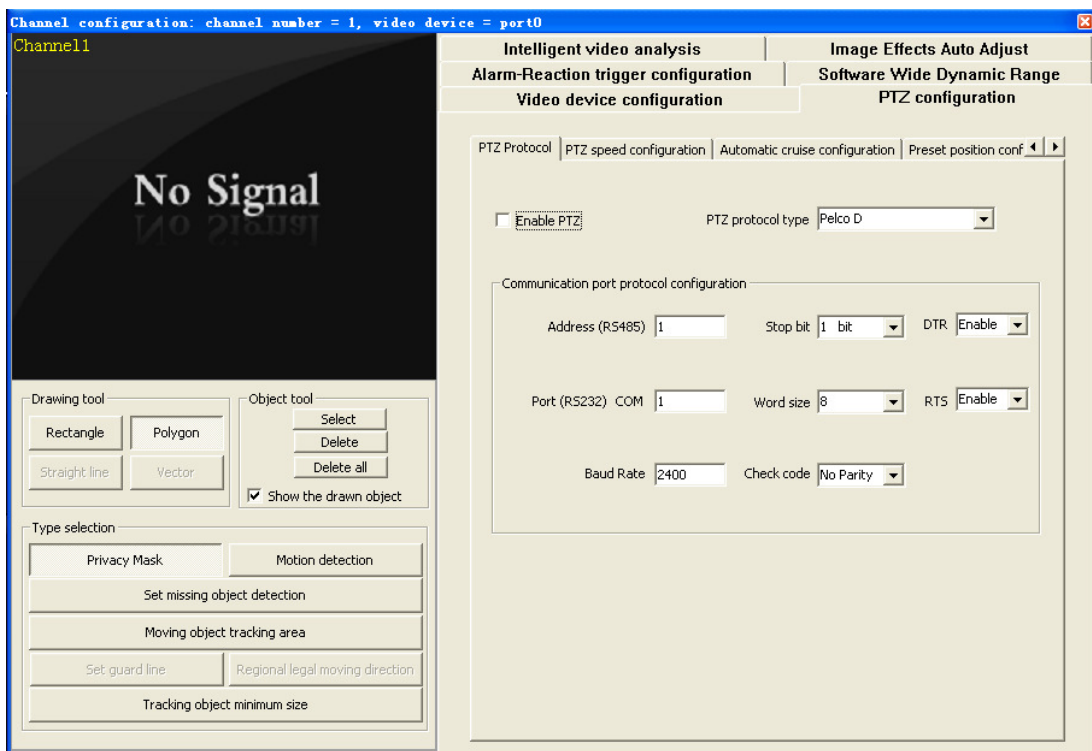 Channel configuration: channel number = 1, video device = port0
Channel1
No Signal
Drawing tool
Rectangle
Polygon
Straight line
Vector
Object tool
Select
Delete
Delete all
Show the drawn object
Type selection
Privacy Mask
Motion detection
Set missing object detection
Moving object tracking area
Set guard line
Regional legal moving direction
Tracking object minimum size
Intelligent video analysis
Image Effects Auto Adjust
Alarm-Reaction trigger configuration
Software Wide Dynamic Range
Video device configuration
PTZ configuration
PTZ Protocol
PTZ speed configuration
Automatic cruise configuration
Preset position conf
Enable PTZ
PTZ protocol type Pelco D
Communication port protocol configuration
Address (RS485) 1
Stop bit 1 bit
DTR Enable
Port (RS232) COM 1
Word size 8
RTS Enable
Baud Rate 2400
Check code No Parity